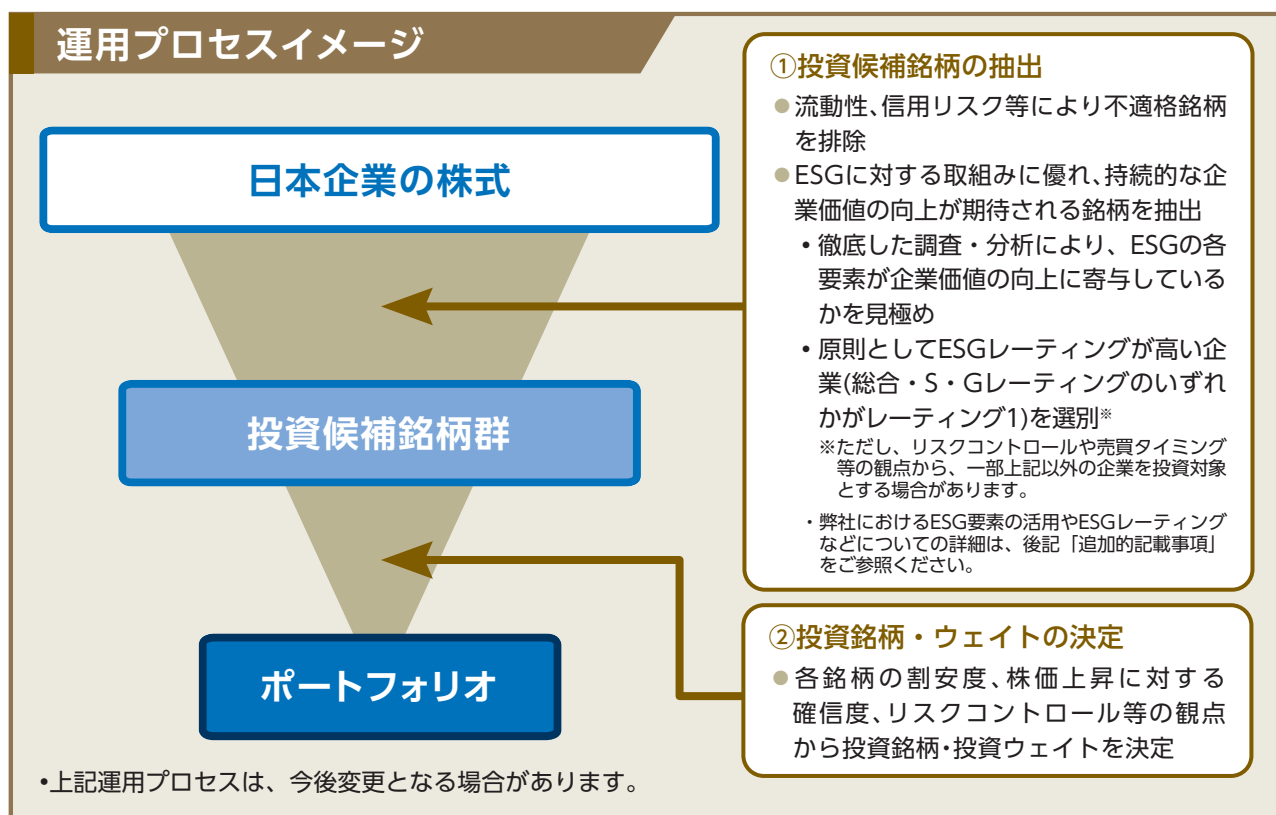 運用プロセスイメージ
日本企業の株式
投資候補銘柄群
ポートフォリオ
•上記運用プロセスは、今後変更となる場合があります。
①投資候補銘柄の抽出
●流動性、信用リスク等により不適格銘柄
を排除
●ESGに対する取組みに優れ、持続的な企
業価値の向上が期待される銘柄を抽出
•徹底した調査・分析により、ESGの各
要素が企業価値の向上に寄与している
かを見極め
•原則としてESGレーティングが高い企
業(総合・S・Gレーティングのいずれ
かがレーティング1)を選別※
※ただし、リスクコントロールや売買タイミング
等の観点から、一部上記以外の企業を投資対象
とする場合があります。
・弊社におけるESG要素の活用やESGレーティング
などについての詳細は、後記「追加的記載事項」
をご参照ください。
②投資銘柄・ウェイトの決定
●各銘柄の割安度、株価上昇に対する
確信度、リスクコントロール等の観点
から投資銘柄・投資ウェイトを決定